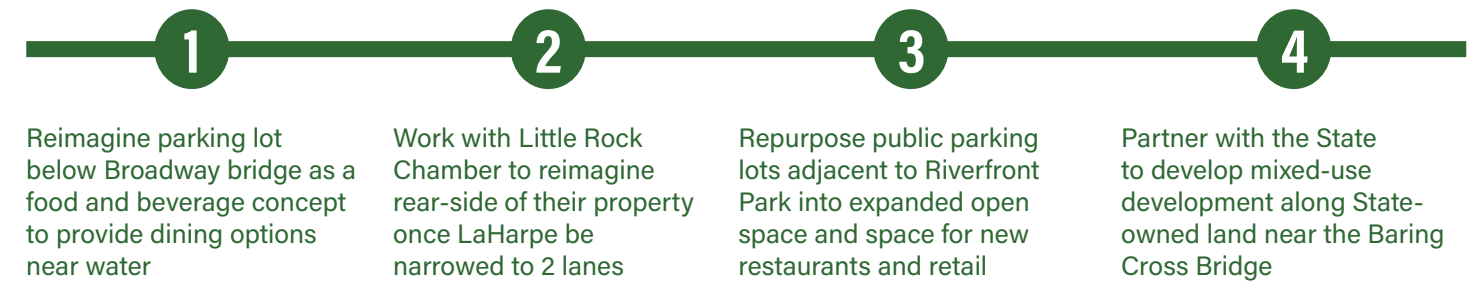 1
Reimagine parking lot
below Broadway bridge as a
food and beverage concept
to provide dining options
near water
2
Work with Little Rock
Chamber to reimagine
rear-side of their property
once LaHarpe be
narrowed to 2 lanes
3
Repurpose public parking
lots adjacent to Riverfront
Park into expanded open
space and space for new
restaurants and retail
4
Partner with the State
to develop mixed-use
development along State-
owned land near the Baring
Cross Bridge